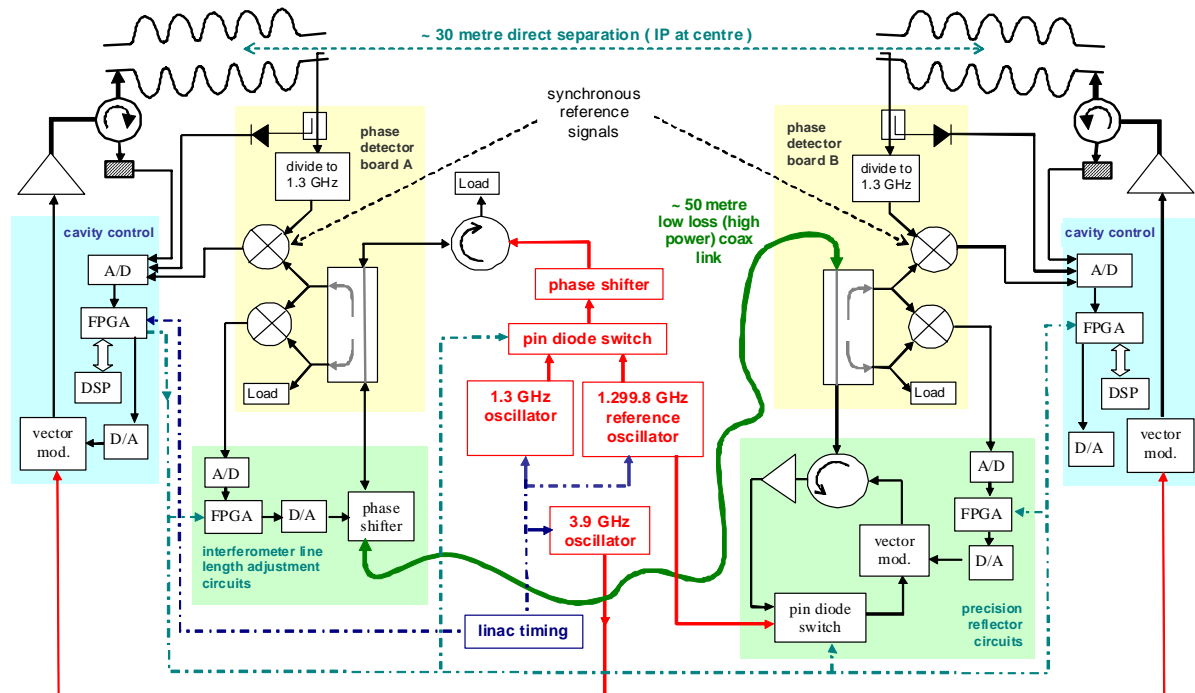 ~ 30 metre direct separation ( IP at centre )
synchronous
reference
signals
phase
detector
board A
divide to
1.3 GHz
Load
phase
detector
board B
divide to
1.3 GHz
~ 50 metre
low loss (high
power) coax
link
cavity control
A/D
FPGA
DSP
D/A
vector
mod.
Load
phase shifter
pin diode switch
1.3 GHz
oscillator
1.299.8 GHz
reference
oscillator
3.9 GHz
oscillator
linac timing
A/D
FPGA
D/A
phase
shifter
interferometer line
length adjustment
circuits
Load
A/D
FPGA
D/A
vector
mod.
pin diode
switch
precision
reflector
circuits
cavity control
A/D
FPGA
DSP
D/A
vector
mod.